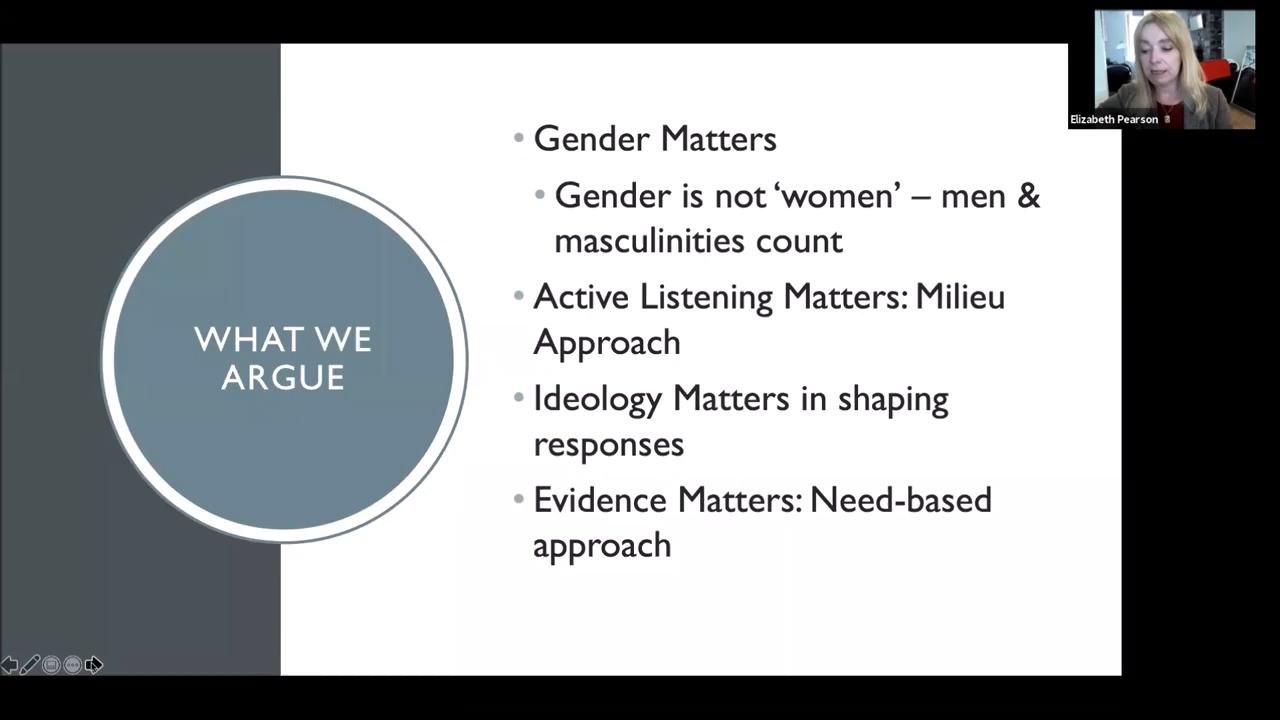 Elizabeth Pearson
WHAT WE
ARGUE
• Gender Matters
• Gender is not ‘women’ – men &
masculinities count
• Active Listening Matters: Milieu
Approach
• Ideology Matters in shaping
responses
• Evidence Matters: Need-based
approach